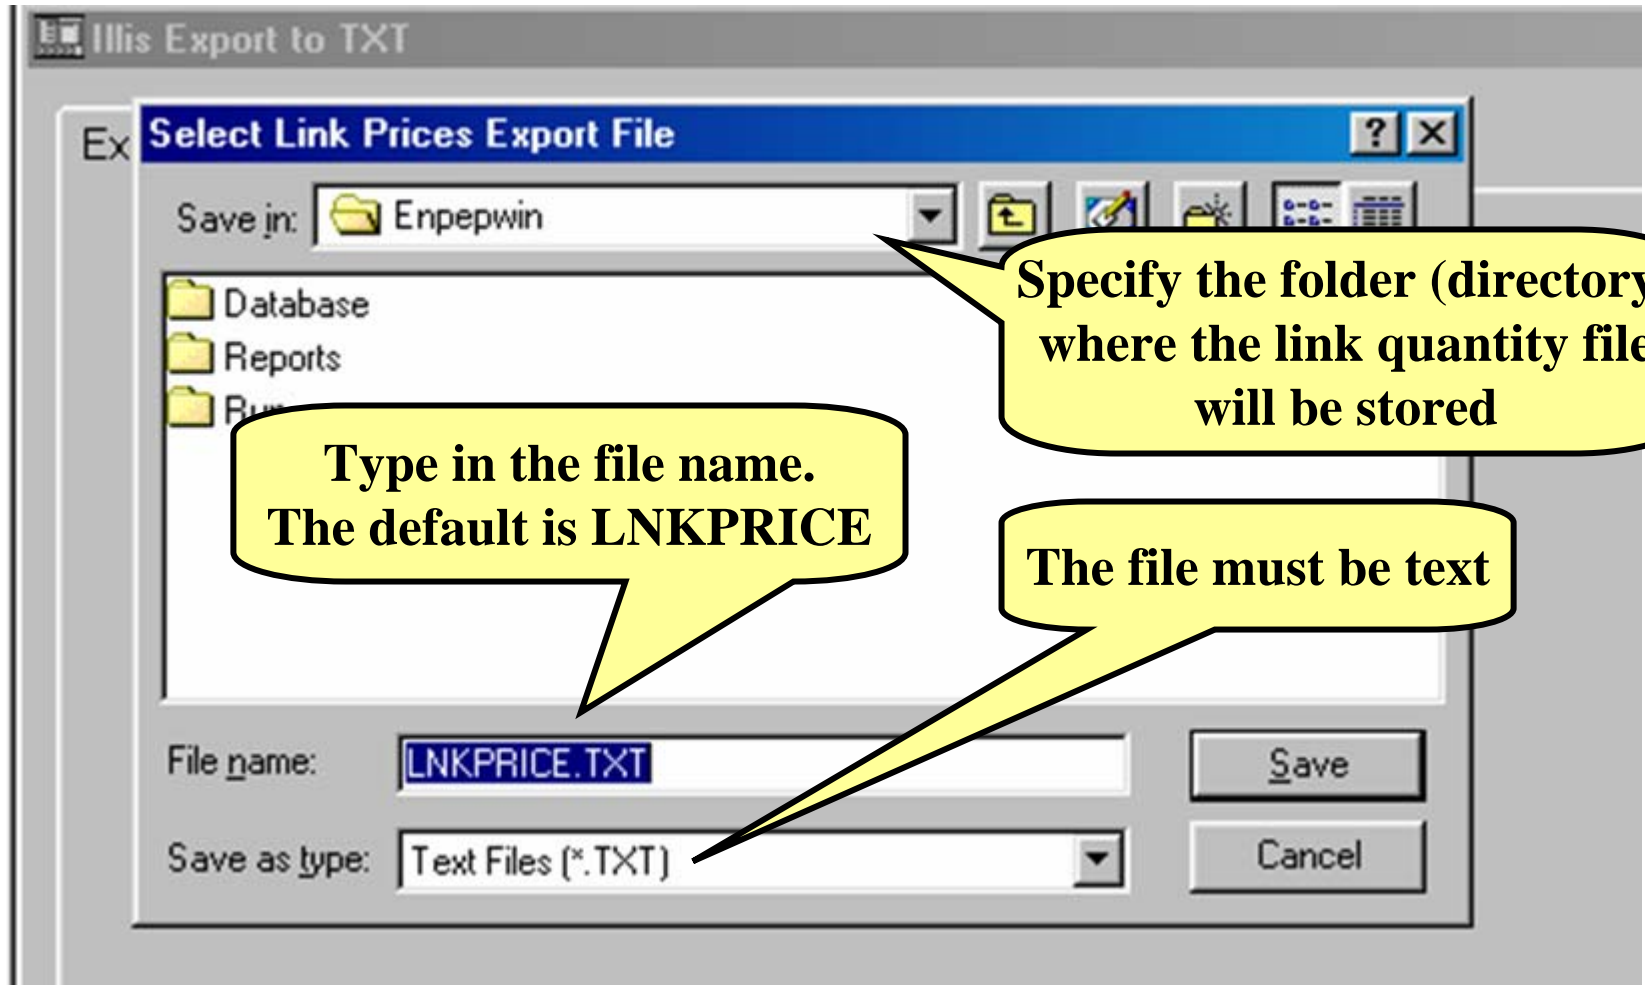 Illis Export to TXT
Ex
Select Link Prices Export File
Save in: Enpepwin
Database
Reports
Specify the folder (directory
where the link quantity file
will be stored
Type in the file name.
The default is LNKPRICE
The file must be text
File name: LNKPRICE.TXT
Save
Save as type: Text Files (*.TXT)
Cancel